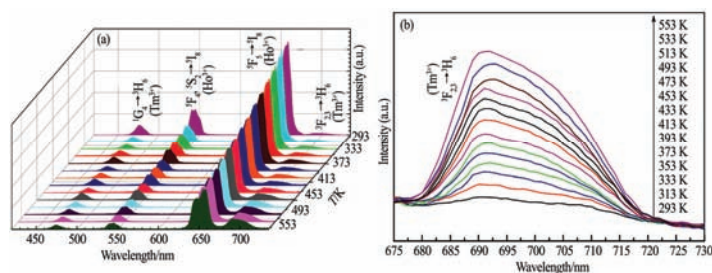 (a)
¹G₄→³H₆
(Tm³⁺)
⁵F₄,⁵S₂→⁵I₈
(Ho³⁺)
⁵F₅→⁵I₈
(Ho³⁺)
³F₂,₃→³H₆
(Tm³⁺)
Intensity (a.u.)
293
333
373
413
453
493
553
T/K
450 500 550 600 650 700
Wavelength/nm
(b)
(Tm³⁺)
³F₂,₃→³H₆
553 K
533 K
513 K
493 K
473 K
453 K
433 K
413 K
393 K
373 K
353 K
333 K
313 K
293 K
Intensity (a.u.)
675 680 685 690 695 700 705 710 715 720 725 730
Wavelength/nm